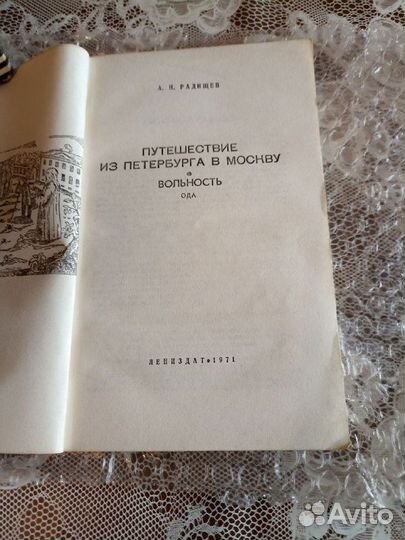 А. Н. РАДИЩЕВ
ПУТЕШЕСТВИЕ
ИЗ ПЕТЕРБУРГА В МОСКВУ
ВОЛЬНОСТЬ
ОДА
ЛЕНИЗДАТ • 1971
Avito